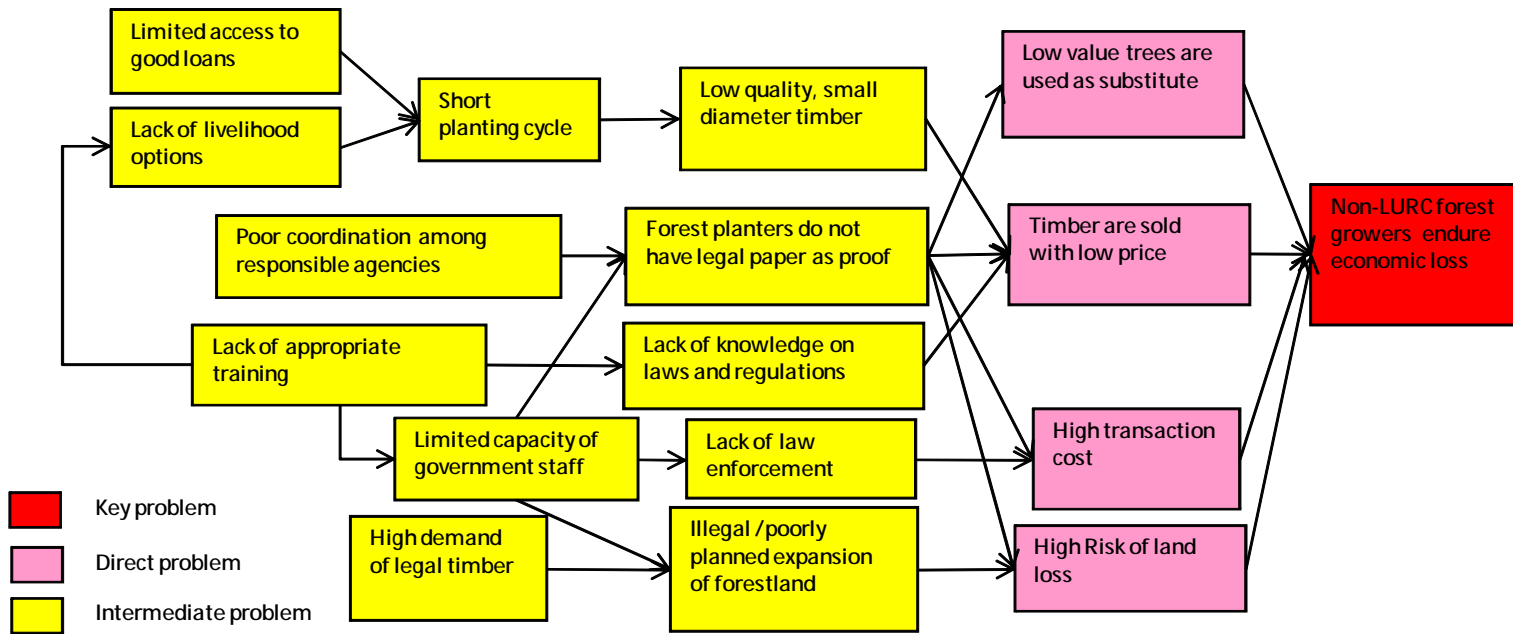 Limited access to
good loans
Lack of livelihood
options
Short
planting cycle
Low quality, small
diameter timber
Low value trees are
used as substitute
Poor coordination among
responsible agencies
Forest planters do not
have legal paper as proof
Timber are sold
with low price
Non-LURC forest
growers endure
economic loss
Lack of appropriate
training
Lack of knowledge on
laws and regulations
Limited capacity of
government staff
Lack of law
enforcement
High transaction
cost
High demand
of legal timber
Illegal /poorly
planned expansion
of forestland
High Risk of land
loss
Key problem
Direct problem
Intermediate problem